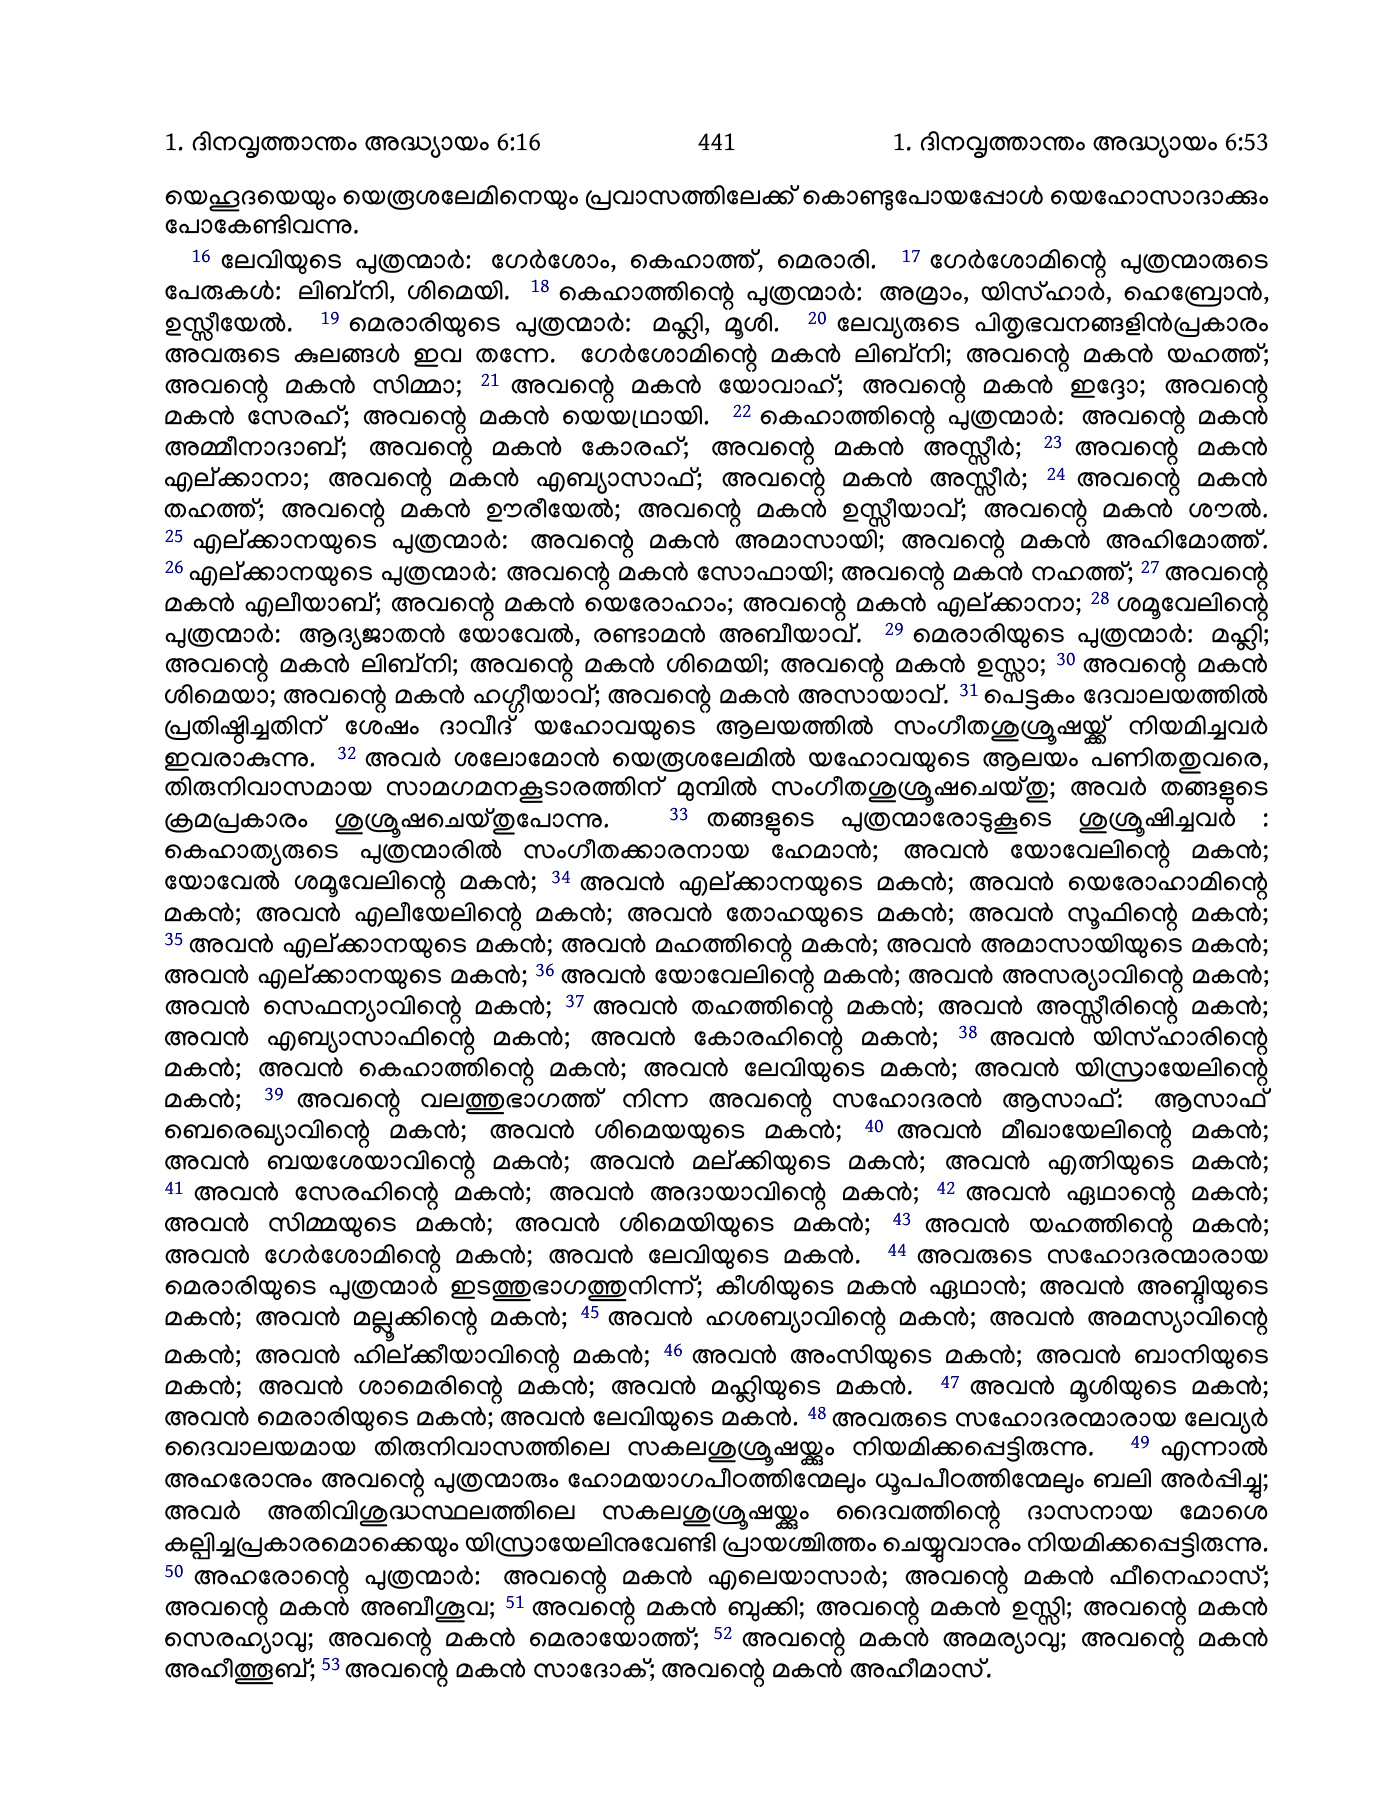 1. ദിനവൃത്താന്തം അദ്ധ്യായം 6:16 441 1. ദിനവൃത്താന്തം അദ്ധ്യായം 6:53
യെഹൂദയെയും യെരൂശലേമിനെയും പ്രവാസത്തിലേക്ക് കൊണ്ടുപോയപ്പോൾ യെഹോസാദാക്കും
പോകേണ്ടിവന്നു.
16 ലേവിയുടെ പുത്രന്മാർ: ഗേർശോം, കെഹാത്ത്, മെരാരി. 17 ഗേർശോമിന്റെ പുത്രന്മാരുടെ
പേരുകൾ: ലിബ്നി, ശിമെയി. 18 കെഹാത്തിന്റെ പുത്രന്മാർ: അമ്രാം, യിസ്ഹാർ, ഹെബ്രോൻ,
ഉസ്സീയേൽ. 19 മെരാരിയുടെ പുത്രന്മാർ: മഹ്ലി, മൂശി. 20 ലേവ്യരുടെ പിതൃഭവനങ്ങളിൻപ്രകാരം
അവരുടെ കുലങ്ങൾ ഇവ തന്നേ. ഗേർശോമിന്റെ മകൻ ലിബ്നി; അവന്റെ മകൻ യഹത്ത്;
അവന്റെ മകൻ സിമ്മാ; 21 അവന്റെ മകൻ യോവാഹ്; അവന്റെ മകൻ ഇദ്ദോ; അവന്റെ
മകൻ സേരഹ്; അവന്റെ മകൻ യെയഥ്രായി. 22 കെഹാത്തിന്റെ പുത്രന്മാർ: അവന്റെ മകൻ
അമ്മീനാദാബ്; അവന്റെ മകൻ കോരഹ്; അവന്റെ മകൻ അസ്സീർ; 23 അവന്റെ മകൻ
എല്ക്കാനാ; അവന്റെ മകൻ എബ്യാസാഫ്; അവന്റെ മകൻ അസ്സീർ; 24 അവന്റെ മകൻ
തഹത്ത്; അവന്റെ മകൻ ഊരീയേൽ; അവന്റെ മകൻ ഉസ്സീയാവ്; അവന്റെ മകൻ ശൗൽ.
25 എല്ക്കാനയുടെ പുത്രന്മാർ: അവന്റെ മകൻ അമാസായി; അവന്റെ മകൻ അഹിമോത്ത്.
26 എല്ക്കാനയുടെ പുത്രന്മാർ: അവന്റെ മകൻ സോഫായി; അവന്റെ മകൻ നഹത്ത്; 27 അവന്റെ
മകൻ എലീയാബ്; അവന്റെ മകൻ യെരോഹാം; അവന്റെ മകൻ എല്ക്കാനാ; 28 ശമൂവേലിന്റെ
പുത്രന്മാർ: ആദ്യജാതൻ യോവേൽ, രണ്ടാമൻ അബീയാവ്. 29 മെരാരിയുടെ പുത്രന്മാർ: മഹ്ലി;
അവന്റെ മകൻ ലിബ്നി; അവന്റെ മകൻ ശിമെയി; അവന്റെ മകൻ ഉസ്സാ; 30 അവന്റെ മകൻ
ശിമെയാ; അവന്റെ മകൻ ഹഗ്ഗീയാവ്; അവന്റെ മകൻ അസായാവ്. 31 പെട്ടകം ദേവാലയത്തിൽ
പ്രതിഷ്ഠിച്ചതിന് ശേഷം ദാവീദ് യഹോവയുടെ ആലയത്തിൽ സംഗീതശുശ്രൂഷയ്ക്ക് നിയമിച്ചവർ
ഇവരാകുന്നു. 32 അവർ ശലോമോൻ യെരൂശലേമിൽ യഹോവയുടെ ആലയം പണിതതുവരെ,
തിരുനിവാസമായ സാമഗമനകൂടാരത്തിന് മുമ്പിൽ സംഗീതശുശ്രൂഷചെയ്തു; അവർ തങ്ങളുടെ
ക്രമപ്രകാരം ശുശ്രൂഷചെയ്തുപോന്നു. 33 തങ്ങളുടെ പുത്രന്മാരോടുകൂടെ ശുശ്രൂഷിച്ചവർ :
കെഹാത്യരുടെ പുത്രന്മാരിൽ സംഗീതക്കാരനായ ഹേമാൻ; അവൻ യോവേലിന്റെ മകൻ;
യോവേൽ ശമൂവേലിന്റെ മകൻ; 34 അവൻ എല്ക്കാനയുടെ മകൻ; അവൻ യെരോഹാമിന്റെ
മകൻ; അവൻ എലീയേലിന്റെ മകൻ; അവൻ തോഹയുടെ മകൻ; അവൻ സൂഫിന്റെ മകൻ;
35 അവൻ എല്ക്കാനയുടെ മകൻ; അവൻ മഹത്തിന്റെ മകൻ; അവൻ അമാസായിയുടെ മകൻ;
അവൻ എല്ക്കാനയുടെ മകൻ; 36 അവൻ യോവേലിന്റെ മകൻ; അവൻ അസര്യാവിന്റെ മകൻ;
അവൻ സെഫന്യാവിന്റെ മകൻ; 37 അവൻ തഹത്തിന്റെ മകൻ; അവൻ അസ്സീരിന്റെ മകൻ;
അവൻ എബ്യാസാഫിന്റെ മകൻ; അവൻ കോരഹിന്റെ മകൻ; 38 അവൻ യിസ്ഹാരിന്റെ
മകൻ; അവൻ കെഹാത്തിന്റെ മകൻ; അവൻ ലേവിയുടെ മകൻ; അവൻ യിസ്രായേലിന്റെ
മകൻ; 39 അവന്റെ വലത്തുഭാഗത്ത് നിന്ന അവന്റെ സഹോദരൻ ആസാഫ്: ആസാഫ്
ബെരെഖ്യാവിന്റെ മകൻ; അവൻ ശിമെയയുടെ മകൻ; 40 അവൻ മീഖായേലിന്റെ മകൻ;
അവൻ ബയശേയാവിന്റെ മകൻ; അവൻ മല്ക്കിയുടെ മകൻ; അവൻ എത്നിയുടെ മകൻ;
41 അവൻ സേരഹിന്റെ മകൻ; അവൻ അദായാവിന്റെ മകൻ; 42 അവൻ ഏഥാന്റെ മകൻ;
അവൻ സിമ്മയുടെ മകൻ; അവൻ ശിമെയിയുടെ മകൻ; 43 അവൻ യഹത്തിന്റെ മകൻ;
അവൻ ഗേർശോമിന്റെ മകൻ; അവൻ ലേവിയുടെ മകൻ. 44 അവരുടെ സഹോദരന്മാരായ
മെരാരിയുടെ പുത്രന്മാർ ഇടത്തുഭാഗത്തുനിന്ന്; കീശിയുടെ മകൻ ഏഥാൻ; അവൻ അബ്ദിയുടെ
മകൻ; അവൻ മല്ലൂക്കിന്റെ മകൻ; 45 അവൻ ഹശബ്യാവിന്റെ മകൻ; അവൻ അമസ്യാവിന്റെ
മകൻ; അവൻ ഹില്ക്കീയാവിന്റെ മകൻ; 46 അവൻ അംസിയുടെ മകൻ; അവൻ ബാനിയുടെ
മകൻ; അവൻ ശാമെരിന്റെ മകൻ; അവൻ മഹ്ലിയുടെ മകൻ. 47 അവൻ മൂശിയുടെ മകൻ;
അവൻ മെരാരിയുടെ മകൻ; അവൻ ലേവിയുടെ മകൻ. 48 അവരുടെ സഹോദരന്മാരായ ലേവ്യർ
ദൈവാലയമായ തിരുനിവാസത്തിലെ സകലശുശ്രൂഷയ്ക്കും നിയമിക്കപ്പെട്ടിരുന്നു. 49 എന്നാൽ
അഹരോനും അവന്റെ പുത്രന്മാരും ഹോമയാഗപീഠത്തിന്മേലും ധൂപപീഠത്തിന്മേലും ബലി അർപ്പിച്ചു;
അവർ അതിവിശുദ്ധസ്ഥലത്തിലെ സകലശുശ്രൂഷയ്ക്കും ദൈവത്തിന്റെ ദാസനായ മോശെ
കല്പിച്ചപ്രകാരമൊക്കെയും യിസ്രായേലിനുവേണ്ടി പ്രായശ്ചിത്തം ചെയ്യുവാനും നിയമിക്കപ്പെട്ടിരുന്നു.
50 അഹരോന്റെ പുത്രന്മാർ: അവന്റെ മകൻ എലെയാസാർ; അവന്റെ മകൻ ഫീനെഹാസ്;
അവന്റെ മകൻ അബീശൂവ; 51 അവന്റെ മകൻ ബുക്കി; അവന്റെ മകൻ ഉസ്സി; അവന്റെ മകൻ
സെരഹ്യാവു; അവന്റെ മകൻ മെരായോത്ത്; 52 അവന്റെ മകൻ അമര്യാവു; അവന്റെ മകൻ
അഹീത്തൂബ്; 53 അവന്റെ മകൻ സാദോക്; അവന്റെ മകൻ അഹീമാസ്.